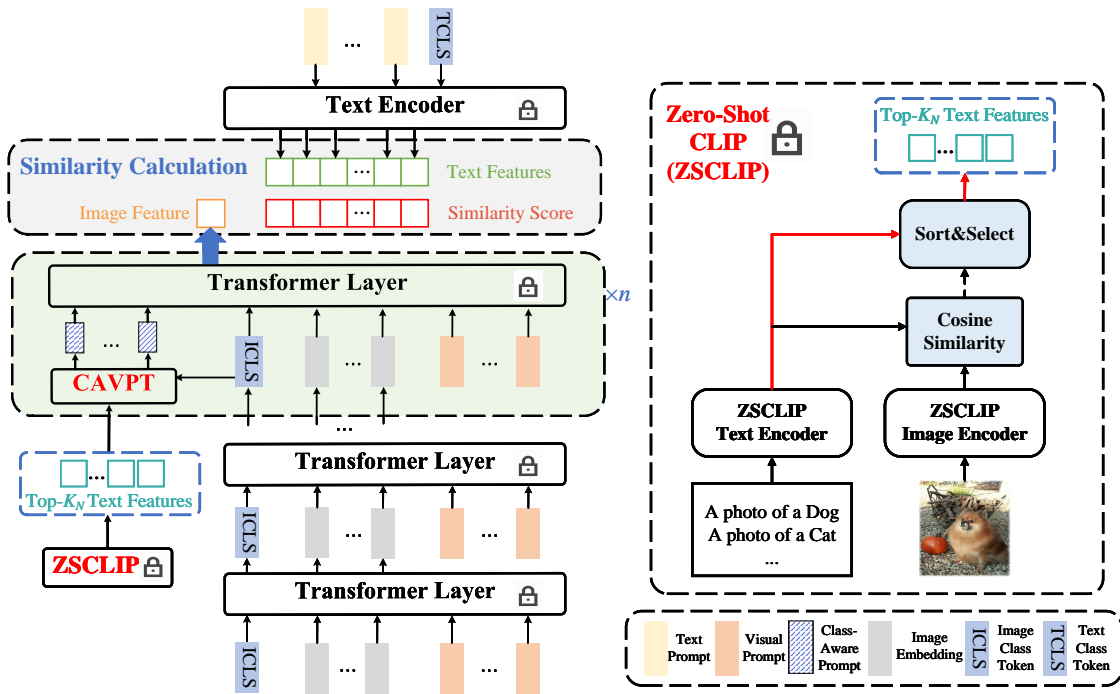 TCLS
...
Text Encoder
Similarity Calculation
...
Text Features
Image Feature
...
Similarity Score
Transformer Layer
×n
...
ICLS
...
...
CAVPT
...
...
Top-K_N Text Features
ZSCLIP
Transformer Layer
ICLS
...
...
Transformer Layer
ICLS
...
...
Zero-Shot
CLIP
(ZSCLIP)
Top-K_N Text Features
...
Sort&Select
Cosine
Similarity
ZSCLIP
Text Encoder
ZSCLIP
Image Encoder
A photo of a Dog
A photo of a Cat
...
Text
Prompt
Visual
Prompt
Class-
Aware
Prompt
Image
Embedding
ICLS
Image
Class
Token
TCLS
Text
Class
Token